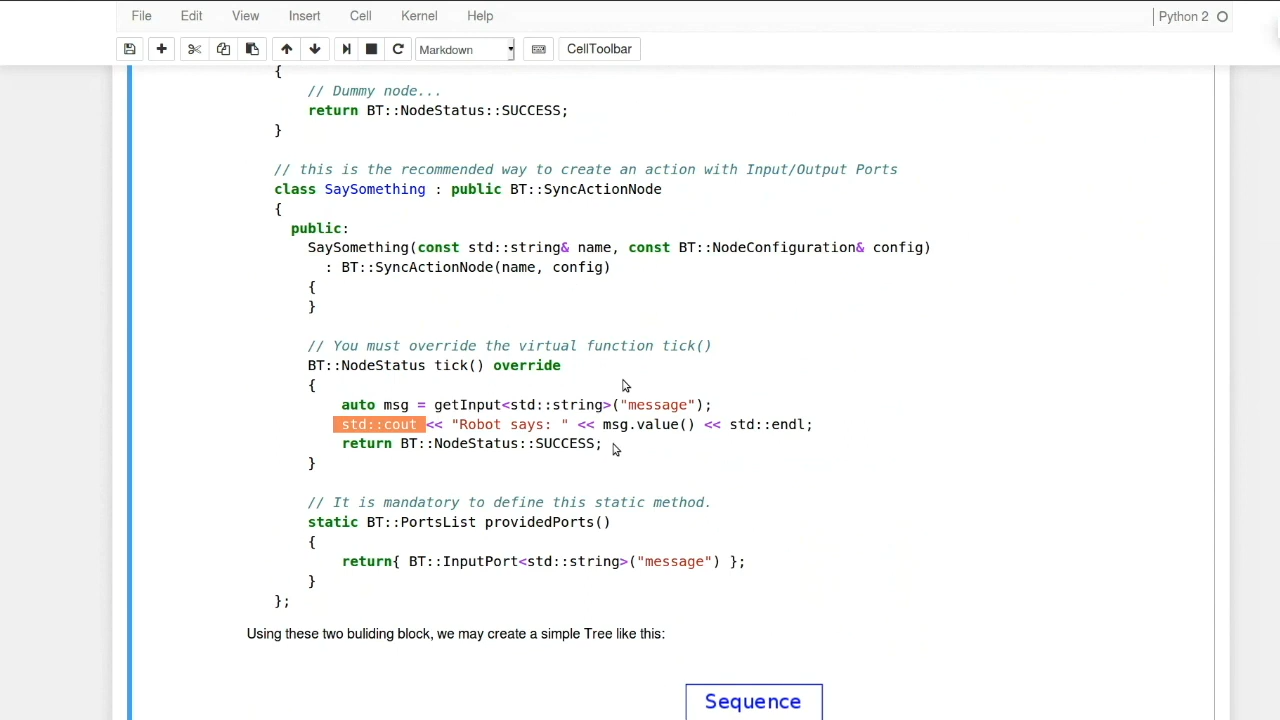 File Edit View Insert Cell Kernel Help Python 2
Markdown CellToolbar
{
// Dummy node...
return BT::NodeStatus::SUCCESS;
}
// this is the recommended way to create an action with Input/Output Ports
class SaySomething : public BT::SyncActionNode
{
public:
SaySomething(const std::string& name, const BT::NodeConfiguration& config)
: BT::SyncActionNode(name, config)
{
}
// You must override the virtual function tick()
BT::NodeStatus tick() override
{
auto msg = getInput<std::string>("message");
std::cout << "Robot says: " << msg.value() << std::endl;
return BT::NodeStatus::SUCCESS;
}
// It is mandatory to define this static method.
static BT::PortsList providedPorts()
{
return{ BT::InputPort<std::string>("message") };
}
};
Using these two buliding block, we may create a simple Tree like this:
Sequence